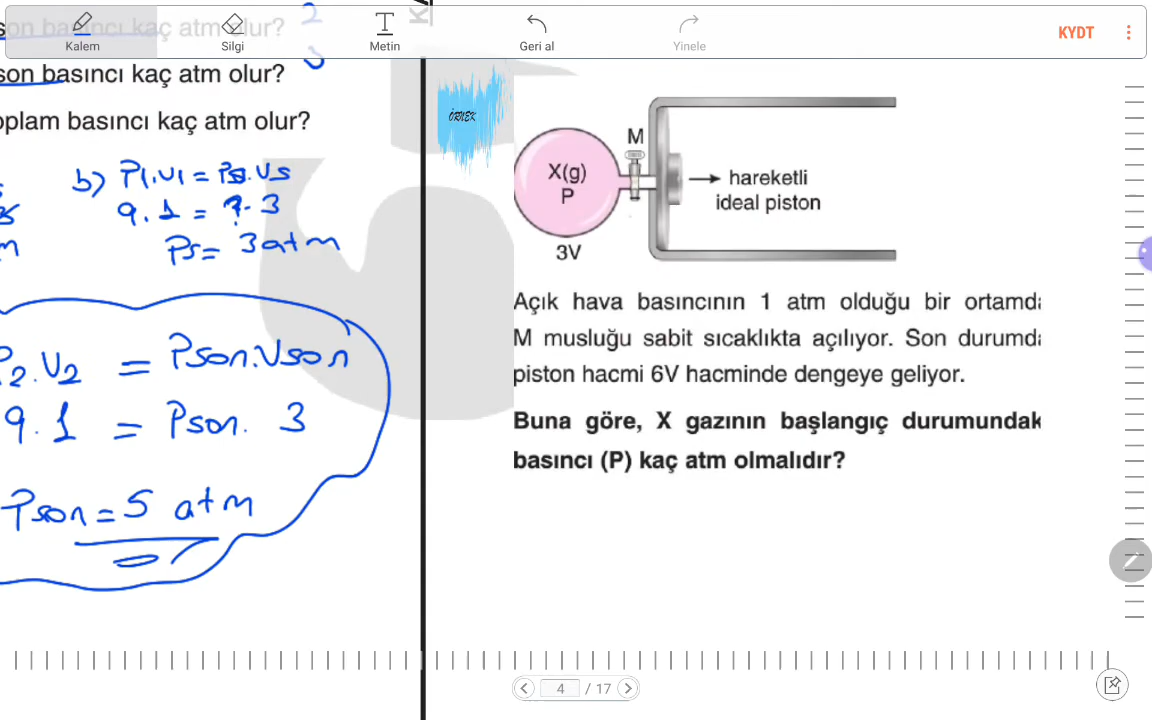 son basıncı kaç atm olur? 2
Kalem
Silgi
Metin
Geri al
Yinele
KYDT
son basıncı kaç atm olur?
oplam basıncı kaç atm olur?
b) P1.V1 = Ps.Vs
9.1 = ?.3
Ps= 3atm
P2.V2 = Pson.Vson
9.1 = Pson. 3
Pson=5 atm
ÖRNEK
M
X(g)
P
3V
hareketli
ideal piston
Açık hava basıncının 1 atm olduğu bir ortamda
M musluğu sabit sıcaklıkta açılıyor. Son durumda
piston hacmi 6V hacminde dengeye geliyor.
Buna göre, X gazının başlangıç durumundak
basıncı (P) kaç atm olmalıdır?
4 / 17